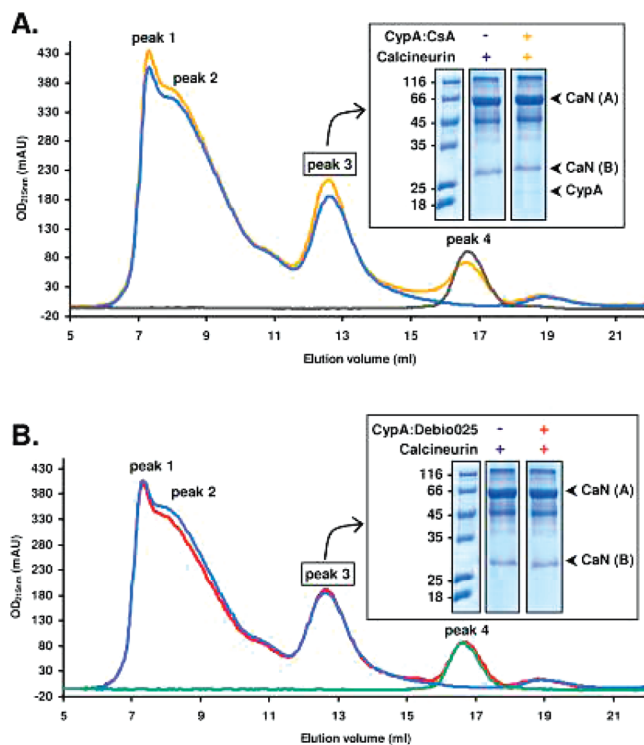 A.
CypA:CsA - +
Calcineurin + +
116
66
45
35
25
18
CaN (A)
CaN (B)
CypA
peak 1
peak 2
peak 3
peak 4
OD215nm (mAU)
430
380
330
280
230
180
130
80
30
-20
5 7 9 11 13 15 17 19 21
Elution volume (ml)
B.
CypA:Debio025 - +
Calcineurin + +
116
66
45
35
25
18
CaN (A)
CaN (B)
peak 1
peak 2
peak 3
peak 4
OD215nm (mAU)
430
380
330
280
230
180
130
80
30
-20
5 7 9 11 13 15 17 19 21
Elution volume (ml)